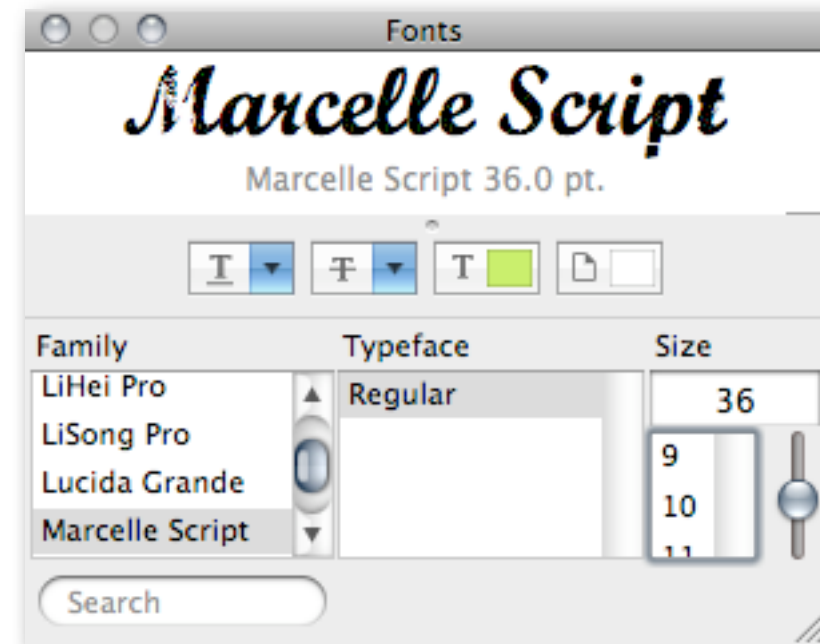 Fonts
Marcelle Script
Marcelle Script 36.0 pt.
T T T
Family Typeface Size
LiHei Pro Regular 36
LiSong Pro 9
Lucida Grande 10
Marcelle Script 11
Search